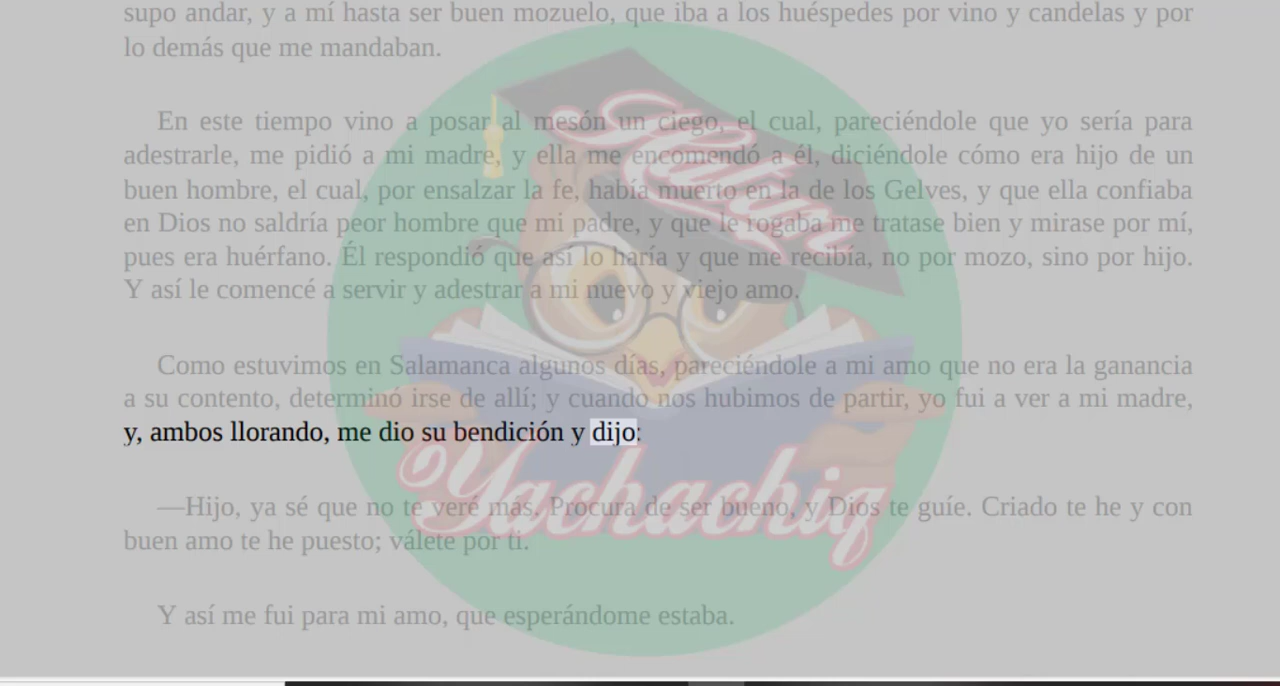 supo andar, y a mí hasta ser buen mozuelo, que iba a los huéspedes por vino y candelas y por
lo demás que me mandaban.
En este tiempo vino a posar al mesón un ciego, el cual, pareciéndole que yo sería para
adestrarle, me pidió a mi madre, y ella me encomendó a él, diciéndole cómo era hijo de un
buen hombre, el cual, por ensalzar la fe, había muerto en la de los Gelves, y que ella confiaba
en Dios no saldría peor hombre que mi padre, y que le rogaba me tratase bien y mirase por mí,
pues era huérfano. Él respondió que así lo haría y que me recibía, no por mozo, sino por hijo.
Y así le comencé a servir y adestrar a mi nuevo y viejo amo.
Como estuvimos en Salamanca algunos días, pareciéndole a mi amo que no era la ganancia
a su contento, determinó irse de allí; y cuando nos hubimos de partir, yo fui a ver a mi madre,
y, ambos llorando, me dio su bendición y dijo:
—Hijo, ya sé que no te veré más. Procura de ser bueno, y Dios te guíe. Criado te he y con
buen amo te he puesto; válete por ti.
Y así me fui para mi amo, que esperándome estaba.
Yachachiq